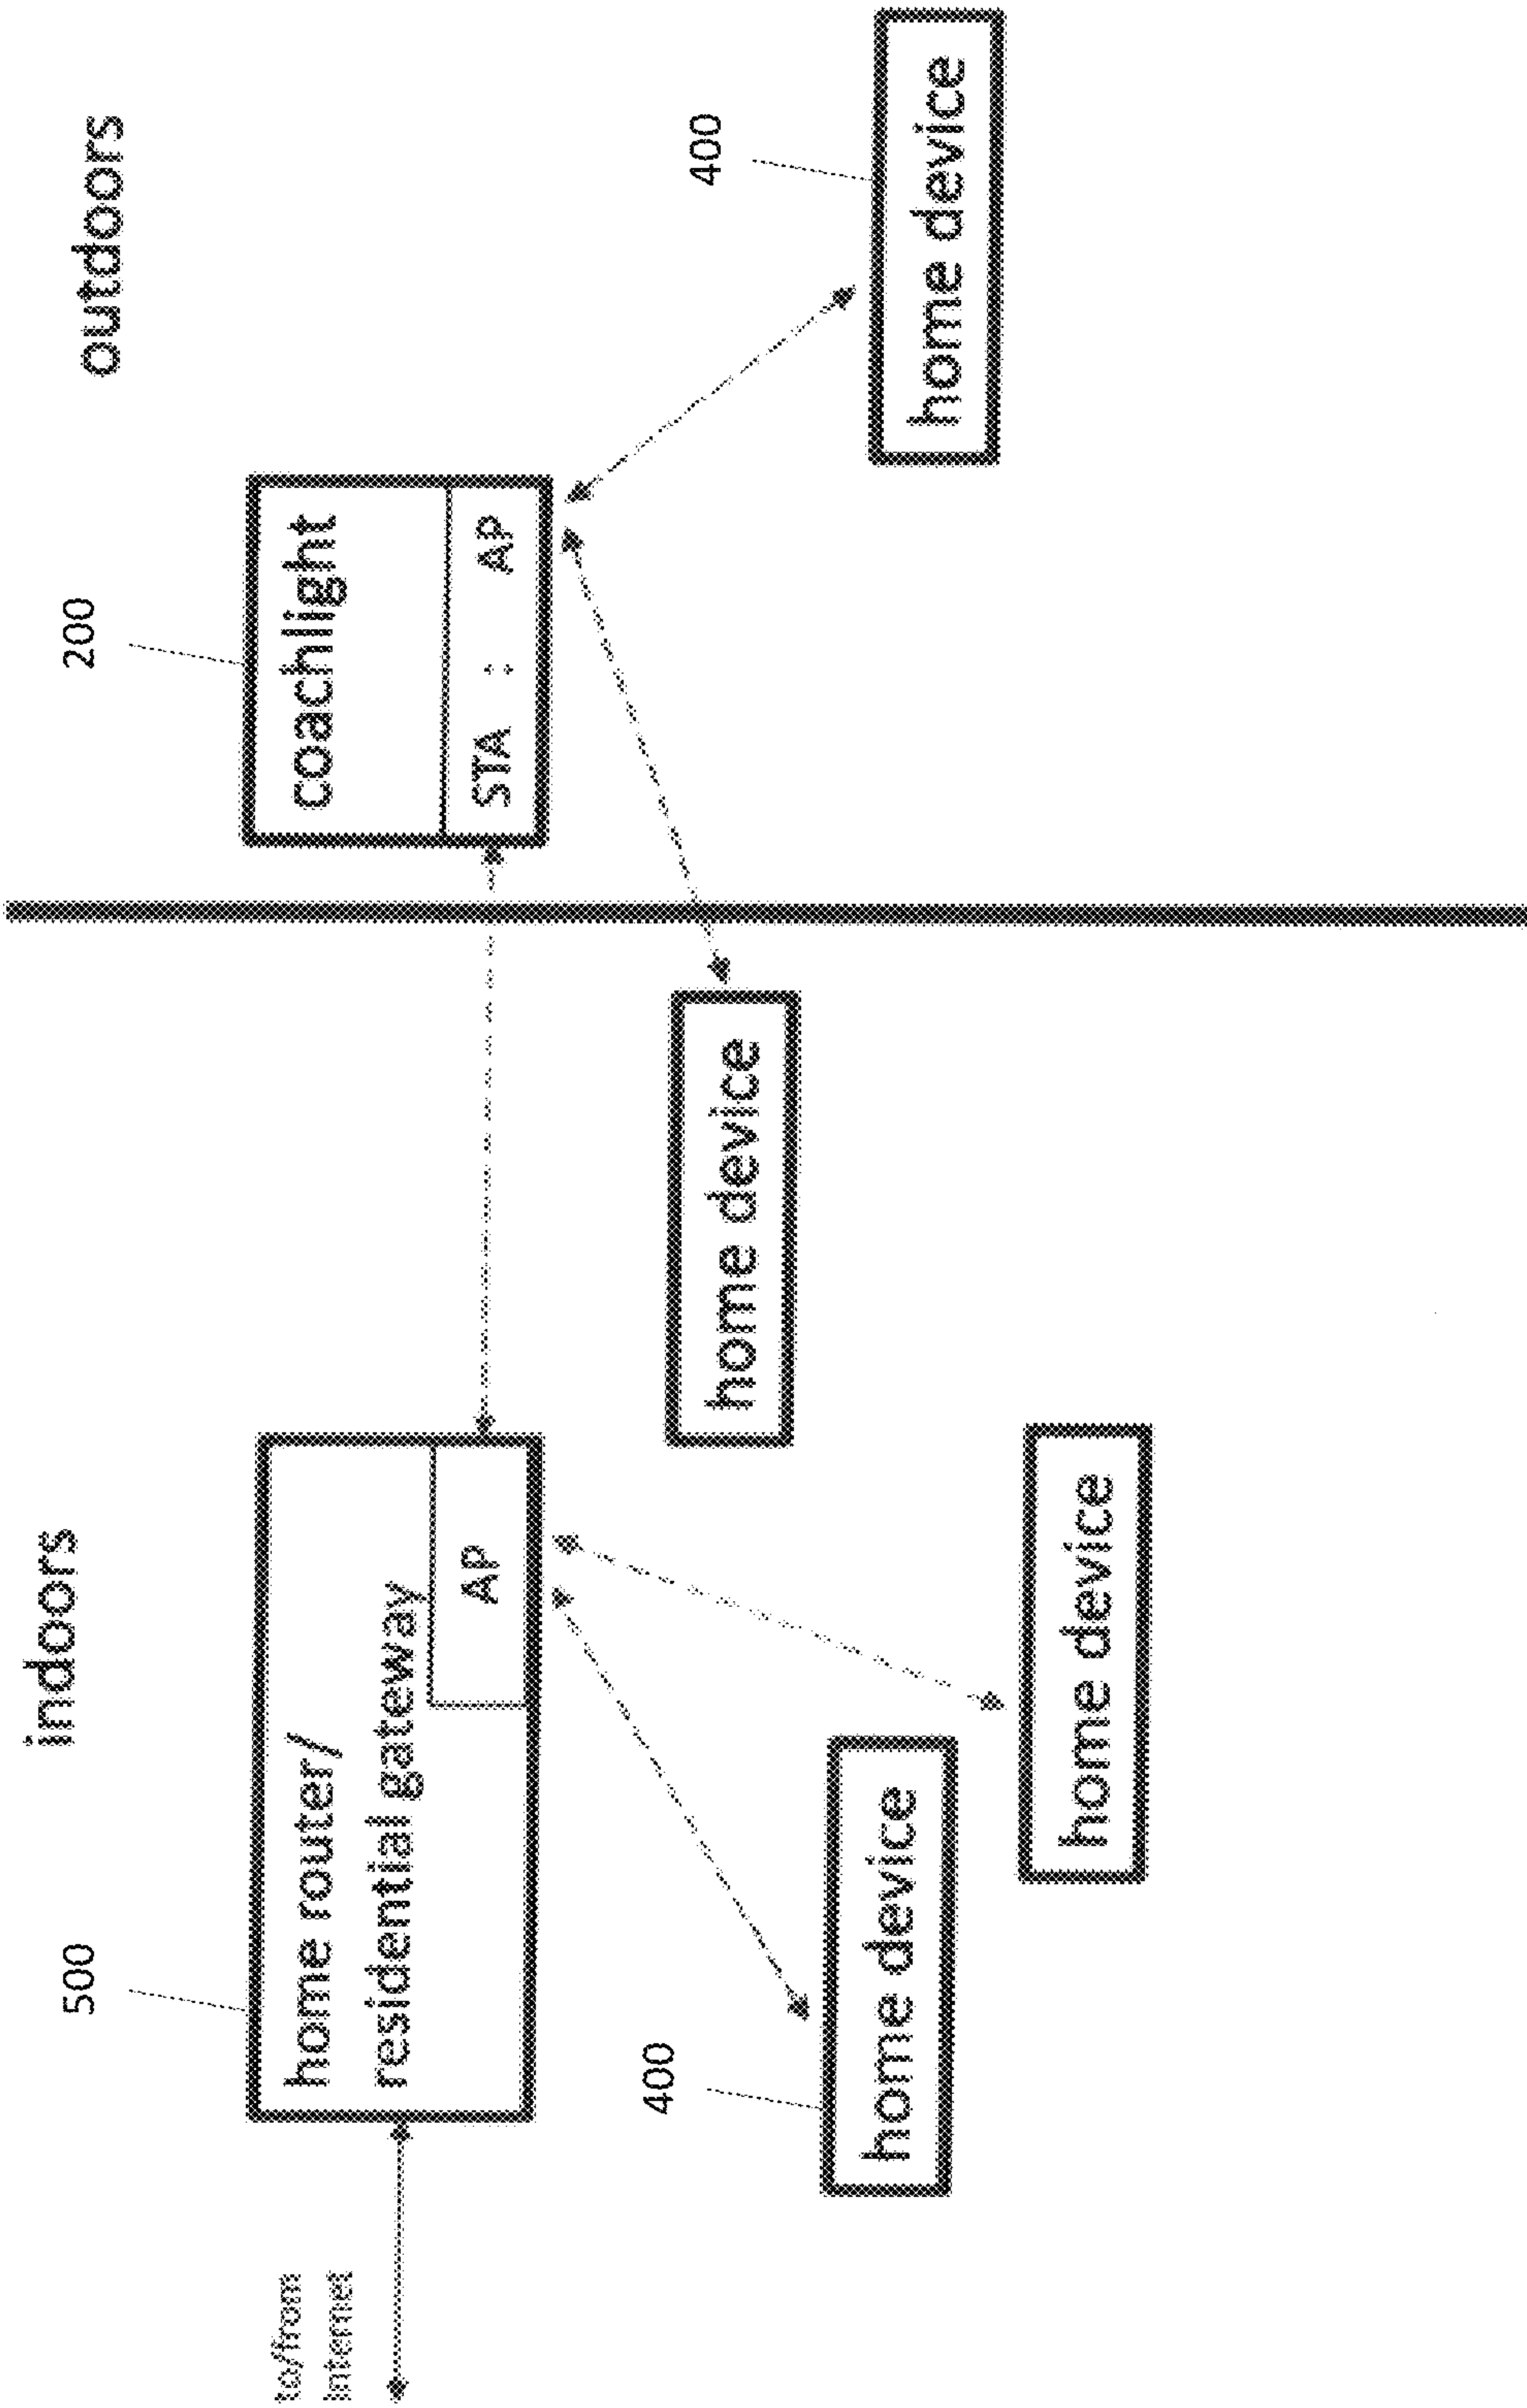 indoors
outdoors
500
200
to/from
Internet
home router/
residential gateway
AP
coachlight
STA : AP
400
home device
home device
home device
400
home device